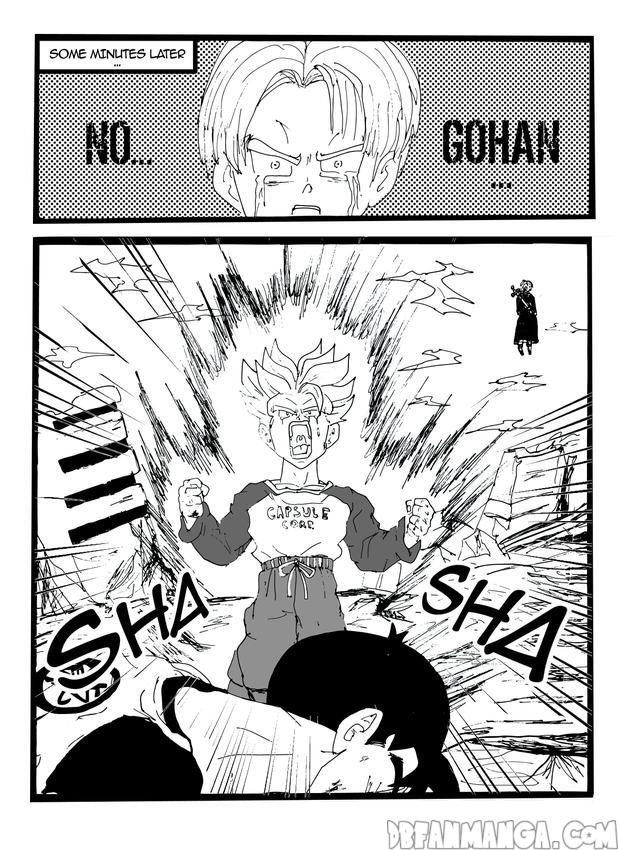 SOME MINUTES LATER
...
NO...
GOHAN
...
CAPSULE
CORP
SHA
SHA
DBFANMANGA.COM